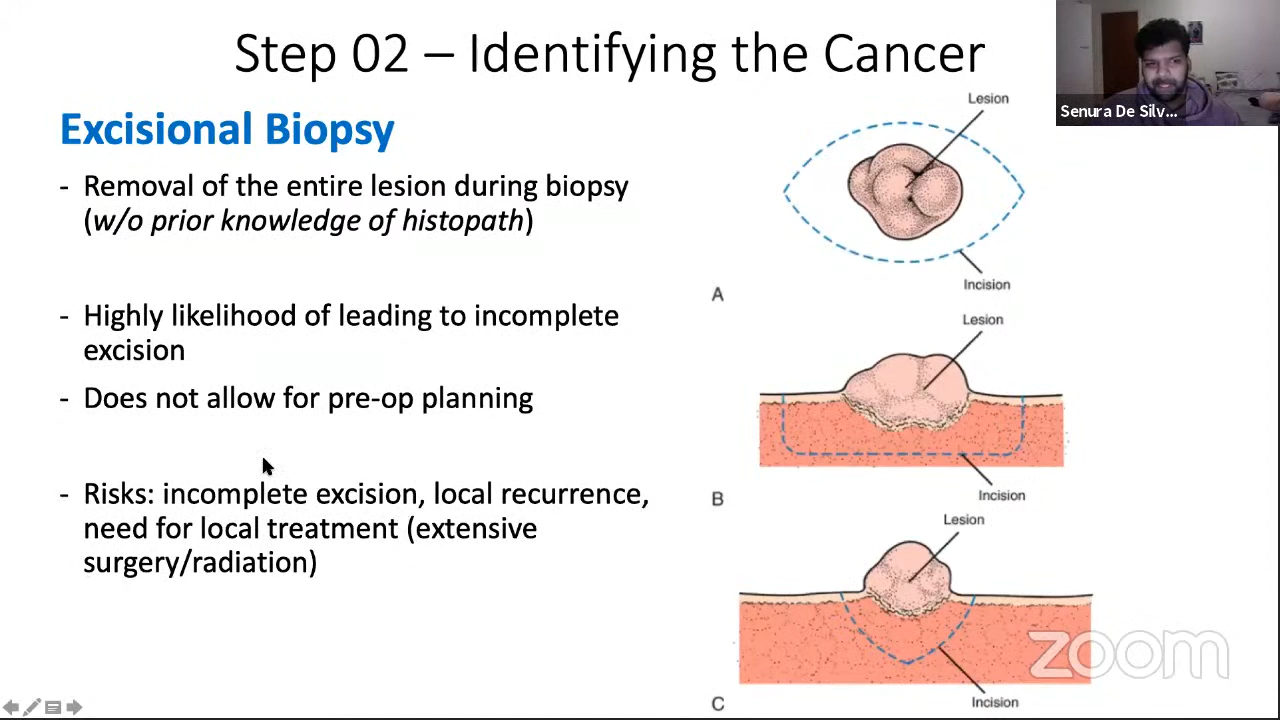 Step 02 – Identifying the Cancer
Senura De Silv...
Excisional Biopsy
- Removal of the entire lesion during biopsy
(w/o prior knowledge of histopath)
- Highly likelihood of leading to incomplete
excision
- Does not allow for pre-op planning
- Risks: incomplete excision, local recurrence,
need for local treatment (extensive
surgery/radiation)
Lesion
Incision
A
Lesion
Incision
B
Lesion
Incision
C
zoom